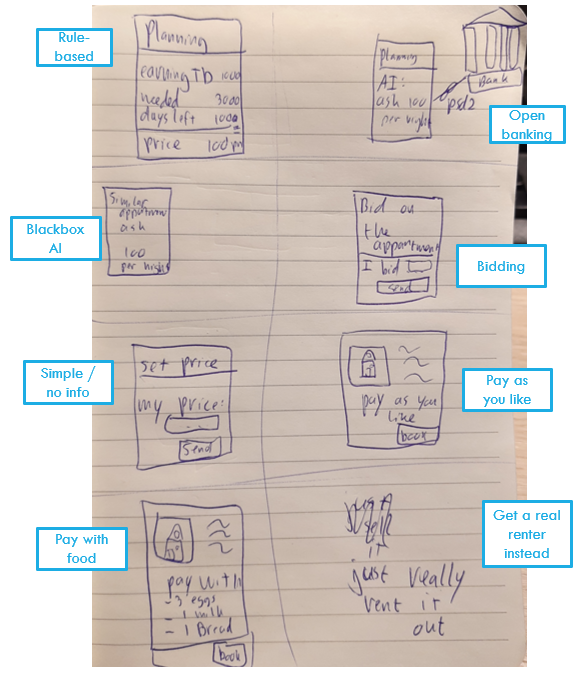 Rule-
based
Planning
earning Tb 1000
needed 3000
days left 1000
price 100 pn
planning
AI:
ask 100
per night
Bank
psd2
Open
banking
Blackbox
AI
Similar
appartment
ask
100
per night
Bid on
the
appartment
I bid
send
Bidding
Simple /
no info
set price
my price:
...
Send
pay as you
like
book
Pay as
you like
Pay with
food
pay with
- 3 eggs
- 1 milk
- 1 Bread
book
just
it
just really
rent it
out
Get a real
renter
instead